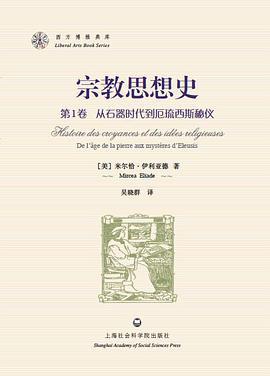 西方博雅典库
Liberal Arts Book Series
宗教思想史
第1卷 从石器时代到厄琉西斯秘仪
Histoire des croyances et des idées religieuses
De l'âge de la pierre aux mystères d'Eleusis
[美] 米尔恰·伊利亚德 著
Mircea Eliade
吴晓群 译
上海社会科学院出版社
Shanghai Academy of Social Sciences Press